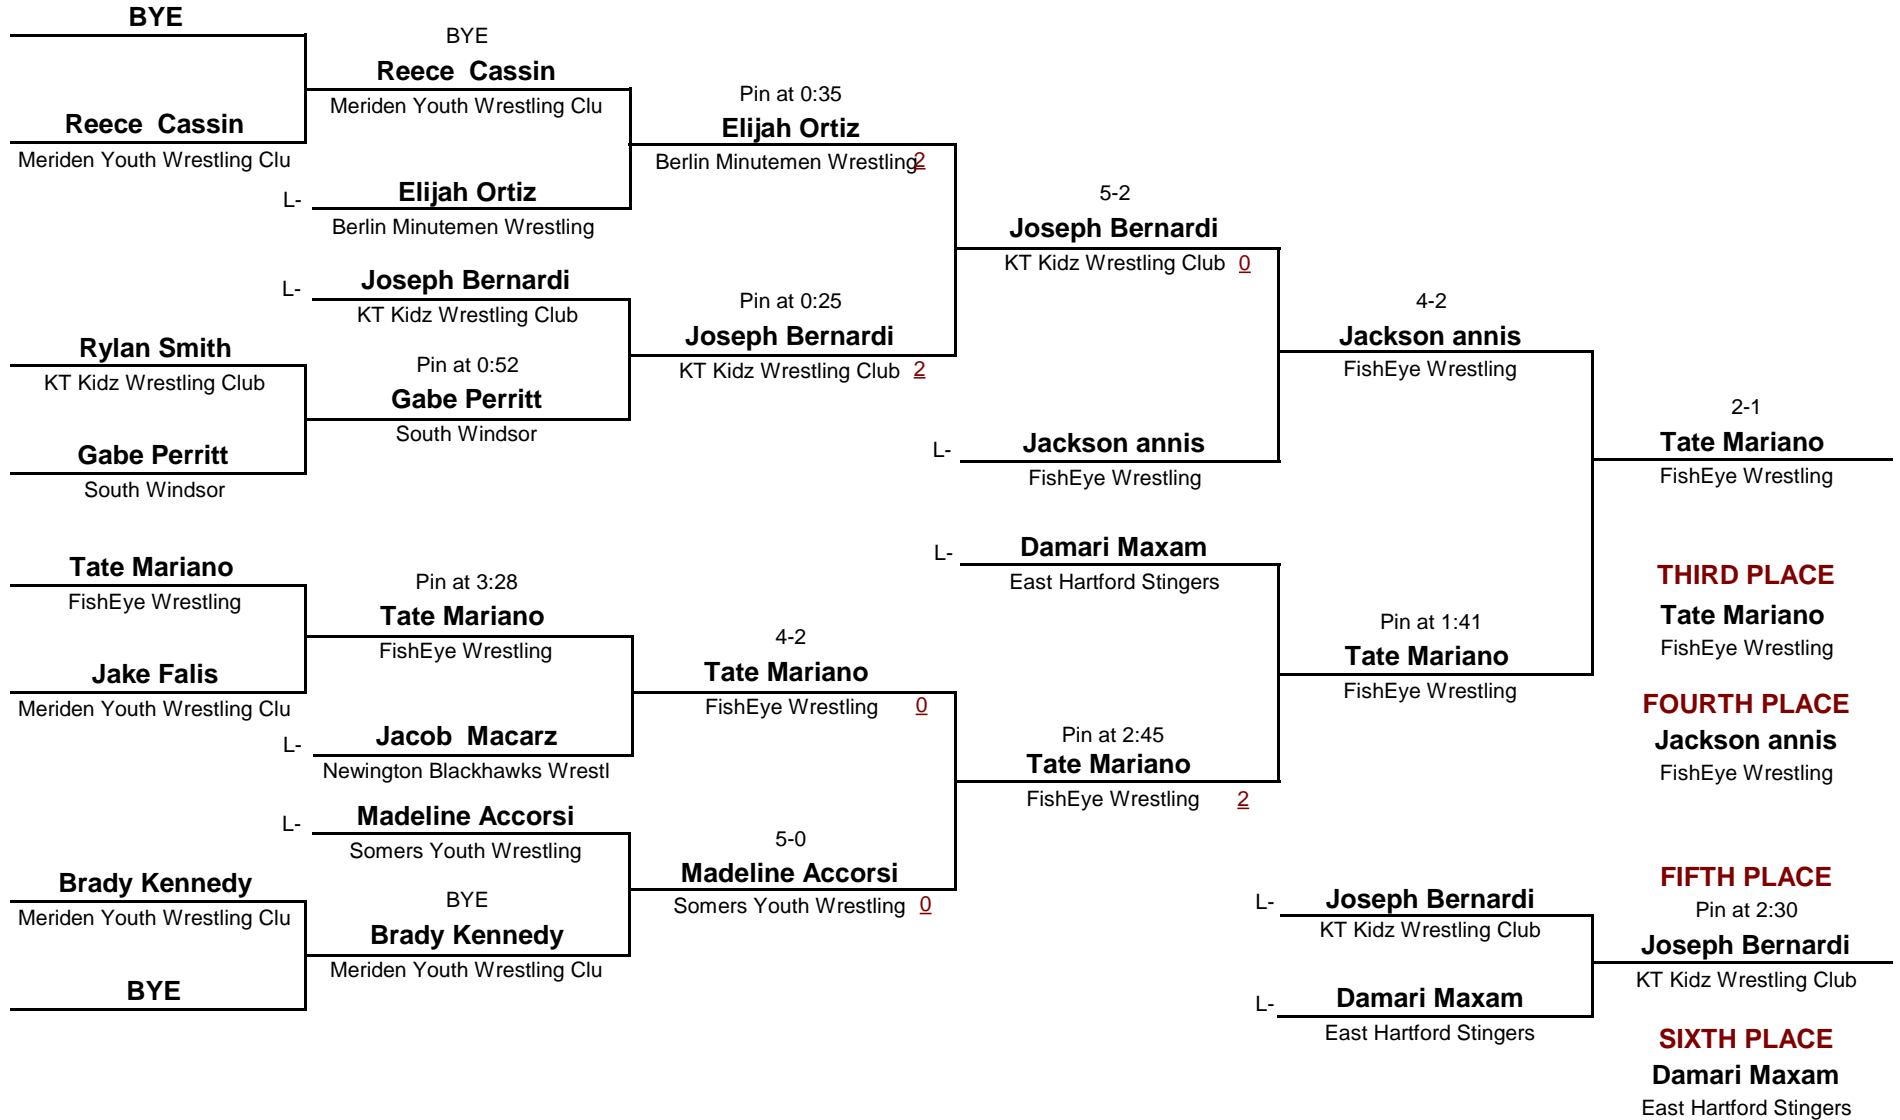 BYE
Reece  Cassin
Meriden Youth Wrestling Clu
Rylan Smith
KT Kidz Wrestling Club
Gabe Perritt
South Windsor
Tate Mariano
FishEye Wrestling
Jake Falis
Meriden Youth Wrestling Clu
Brady Kennedy
Meriden Youth Wrestling Clu
BYE
BYE
Reece  Cassin
Meriden Youth Wrestling Clu
L- Elijah Ortiz
Berlin Minutemen Wrestling
L- Joseph Bernardi
KT Kidz Wrestling Club
Pin at 0:52
Gabe Perritt
South Windsor
Pin at 3:28
Tate Mariano
FishEye Wrestling
L- Jacob  Macarz
Newington Blackhawks Wrestl
L- Madeline Accorsi
Somers Youth Wrestling
BYE
Brady Kennedy
Meriden Youth Wrestling Clu
Pin at 0:35
Elijah Ortiz
Berlin Minutemen Wrestling 2
Pin at 0:25
Joseph Bernardi
KT Kidz Wrestling Club 2
4-2
Tate Mariano
FishEye Wrestling 0
5-0
Madeline Accorsi
Somers Youth Wrestling 0
5-2
Joseph Bernardi
KT Kidz Wrestling Club 0
L- Jackson annis
FishEye Wrestling
L- Damari Maxam
East Hartford Stingers
Pin at 2:45
Tate Mariano
FishEye Wrestling 2
4-2
Jackson annis
FishEye Wrestling
Pin at 1:41
Tate Mariano
FishEye Wrestling
L- Joseph Bernardi
KT Kidz Wrestling Club
L- Damari Maxam
East Hartford Stingers
2-1
Tate Mariano
FishEye Wrestling
THIRD PLACE
Tate Mariano
FishEye Wrestling
FOURTH PLACE
Jackson annis
FishEye Wrestling
FIFTH PLACE
Pin at 2:30
Joseph Bernardi
KT Kidz Wrestling Club
SIXTH PLACE
Damari Maxam
East Hartford Stingers